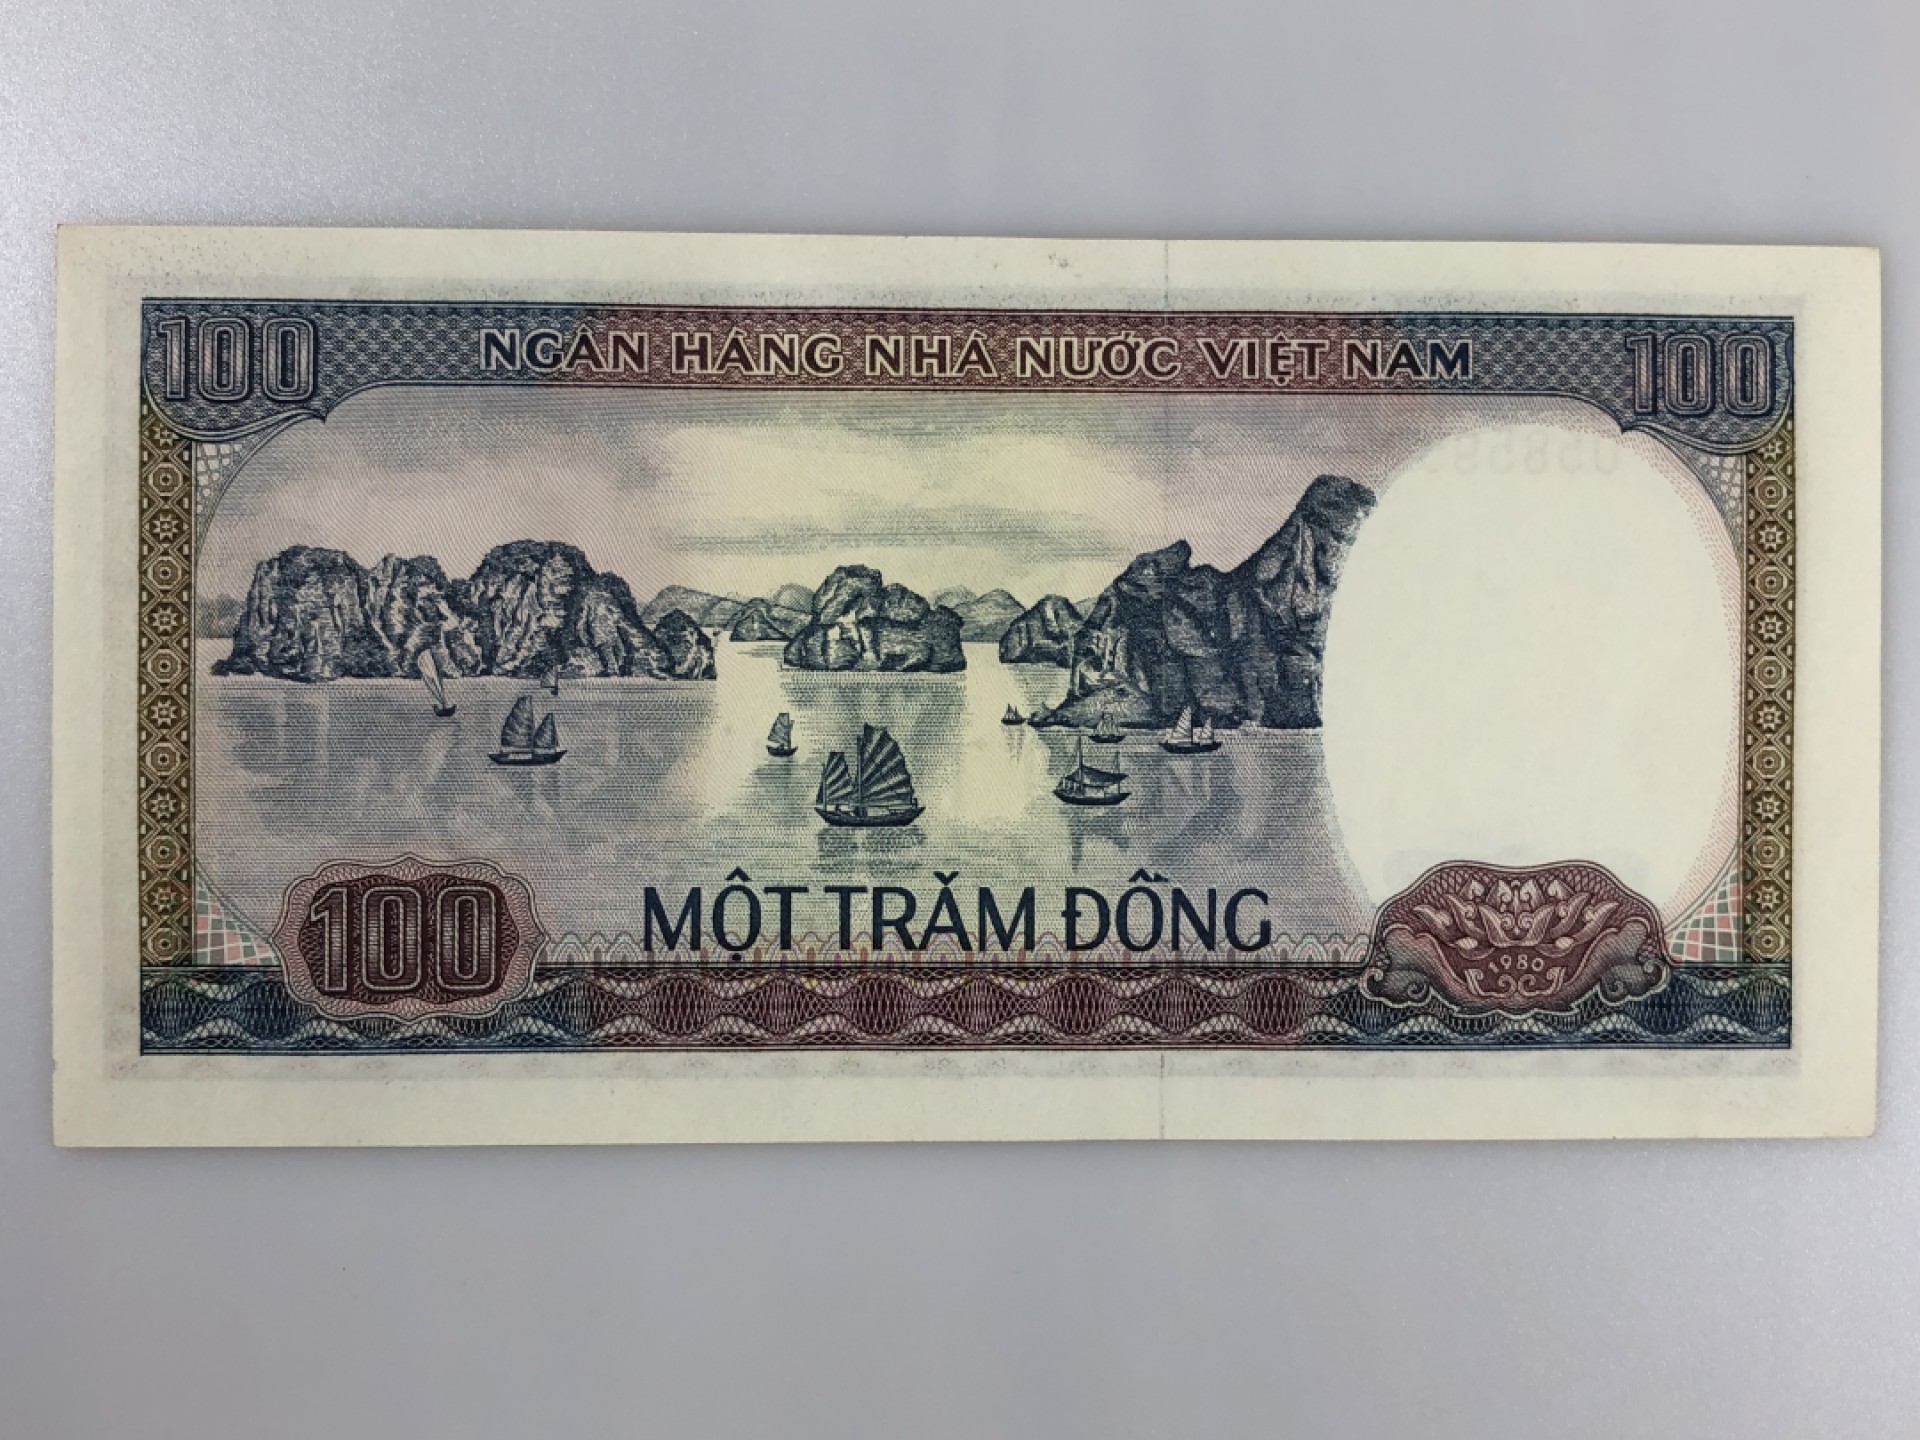 100 NGÂN HÀNG NHÀ NƯỚC VIỆT NAM 100
100 MỘT TRĂM ĐỒNG
1980